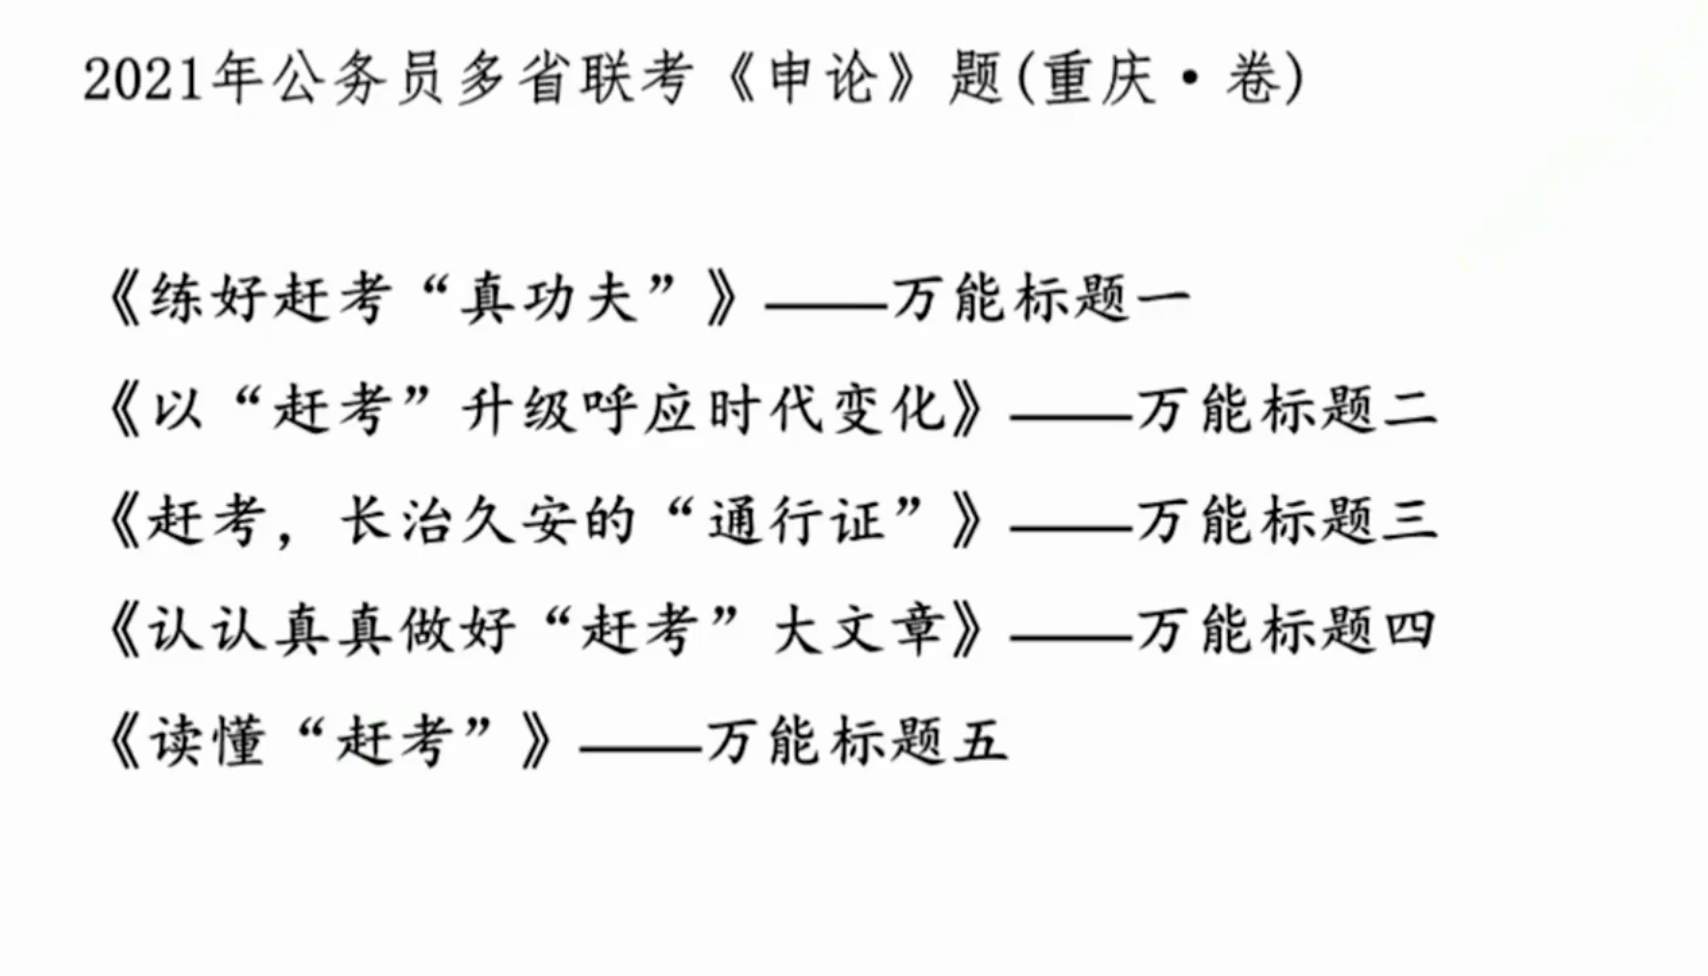 2021年公务员多省联考《申论》题(重庆·卷)
《练好赶考“真功夫”》——万能标题一
《以“赶考”升级呼应时代变化》——万能标题二
《赶考，长治久安的“通行证”》——万能标题三
《认认真真做好“赶考”大文章》——万能标题四
《读懂“赶考”》——万能标题五